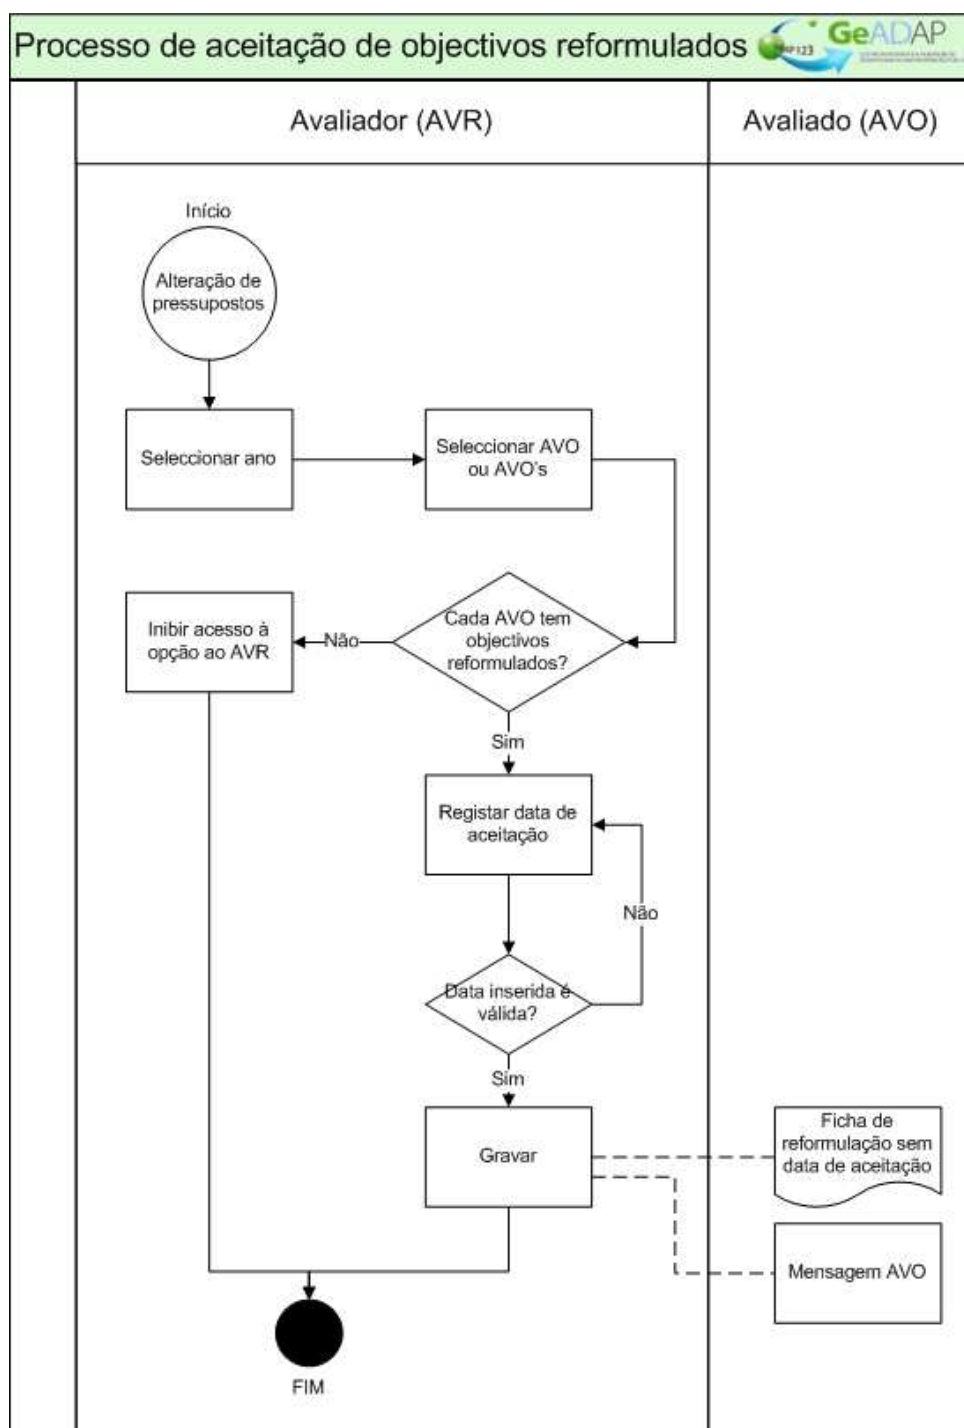 Processo de aceitação de objectivos reformulados
GeADAP
Avaliador (AVR)
Avaliado (AVO)
Início
Alteração de
pressupostos
Seleccionar ano
Seleccionar AVO
ou AVO's
Cada AVO tem
objectivos
reformulados?
Não
Inibir acesso à
opção ao AVR
Sim
Registar data de
aceitação
Não
Data inserida é
válida?
Sim
Gravar
Ficha de
reformulação sem
data de aceitação
Mensagem AVO
FIM